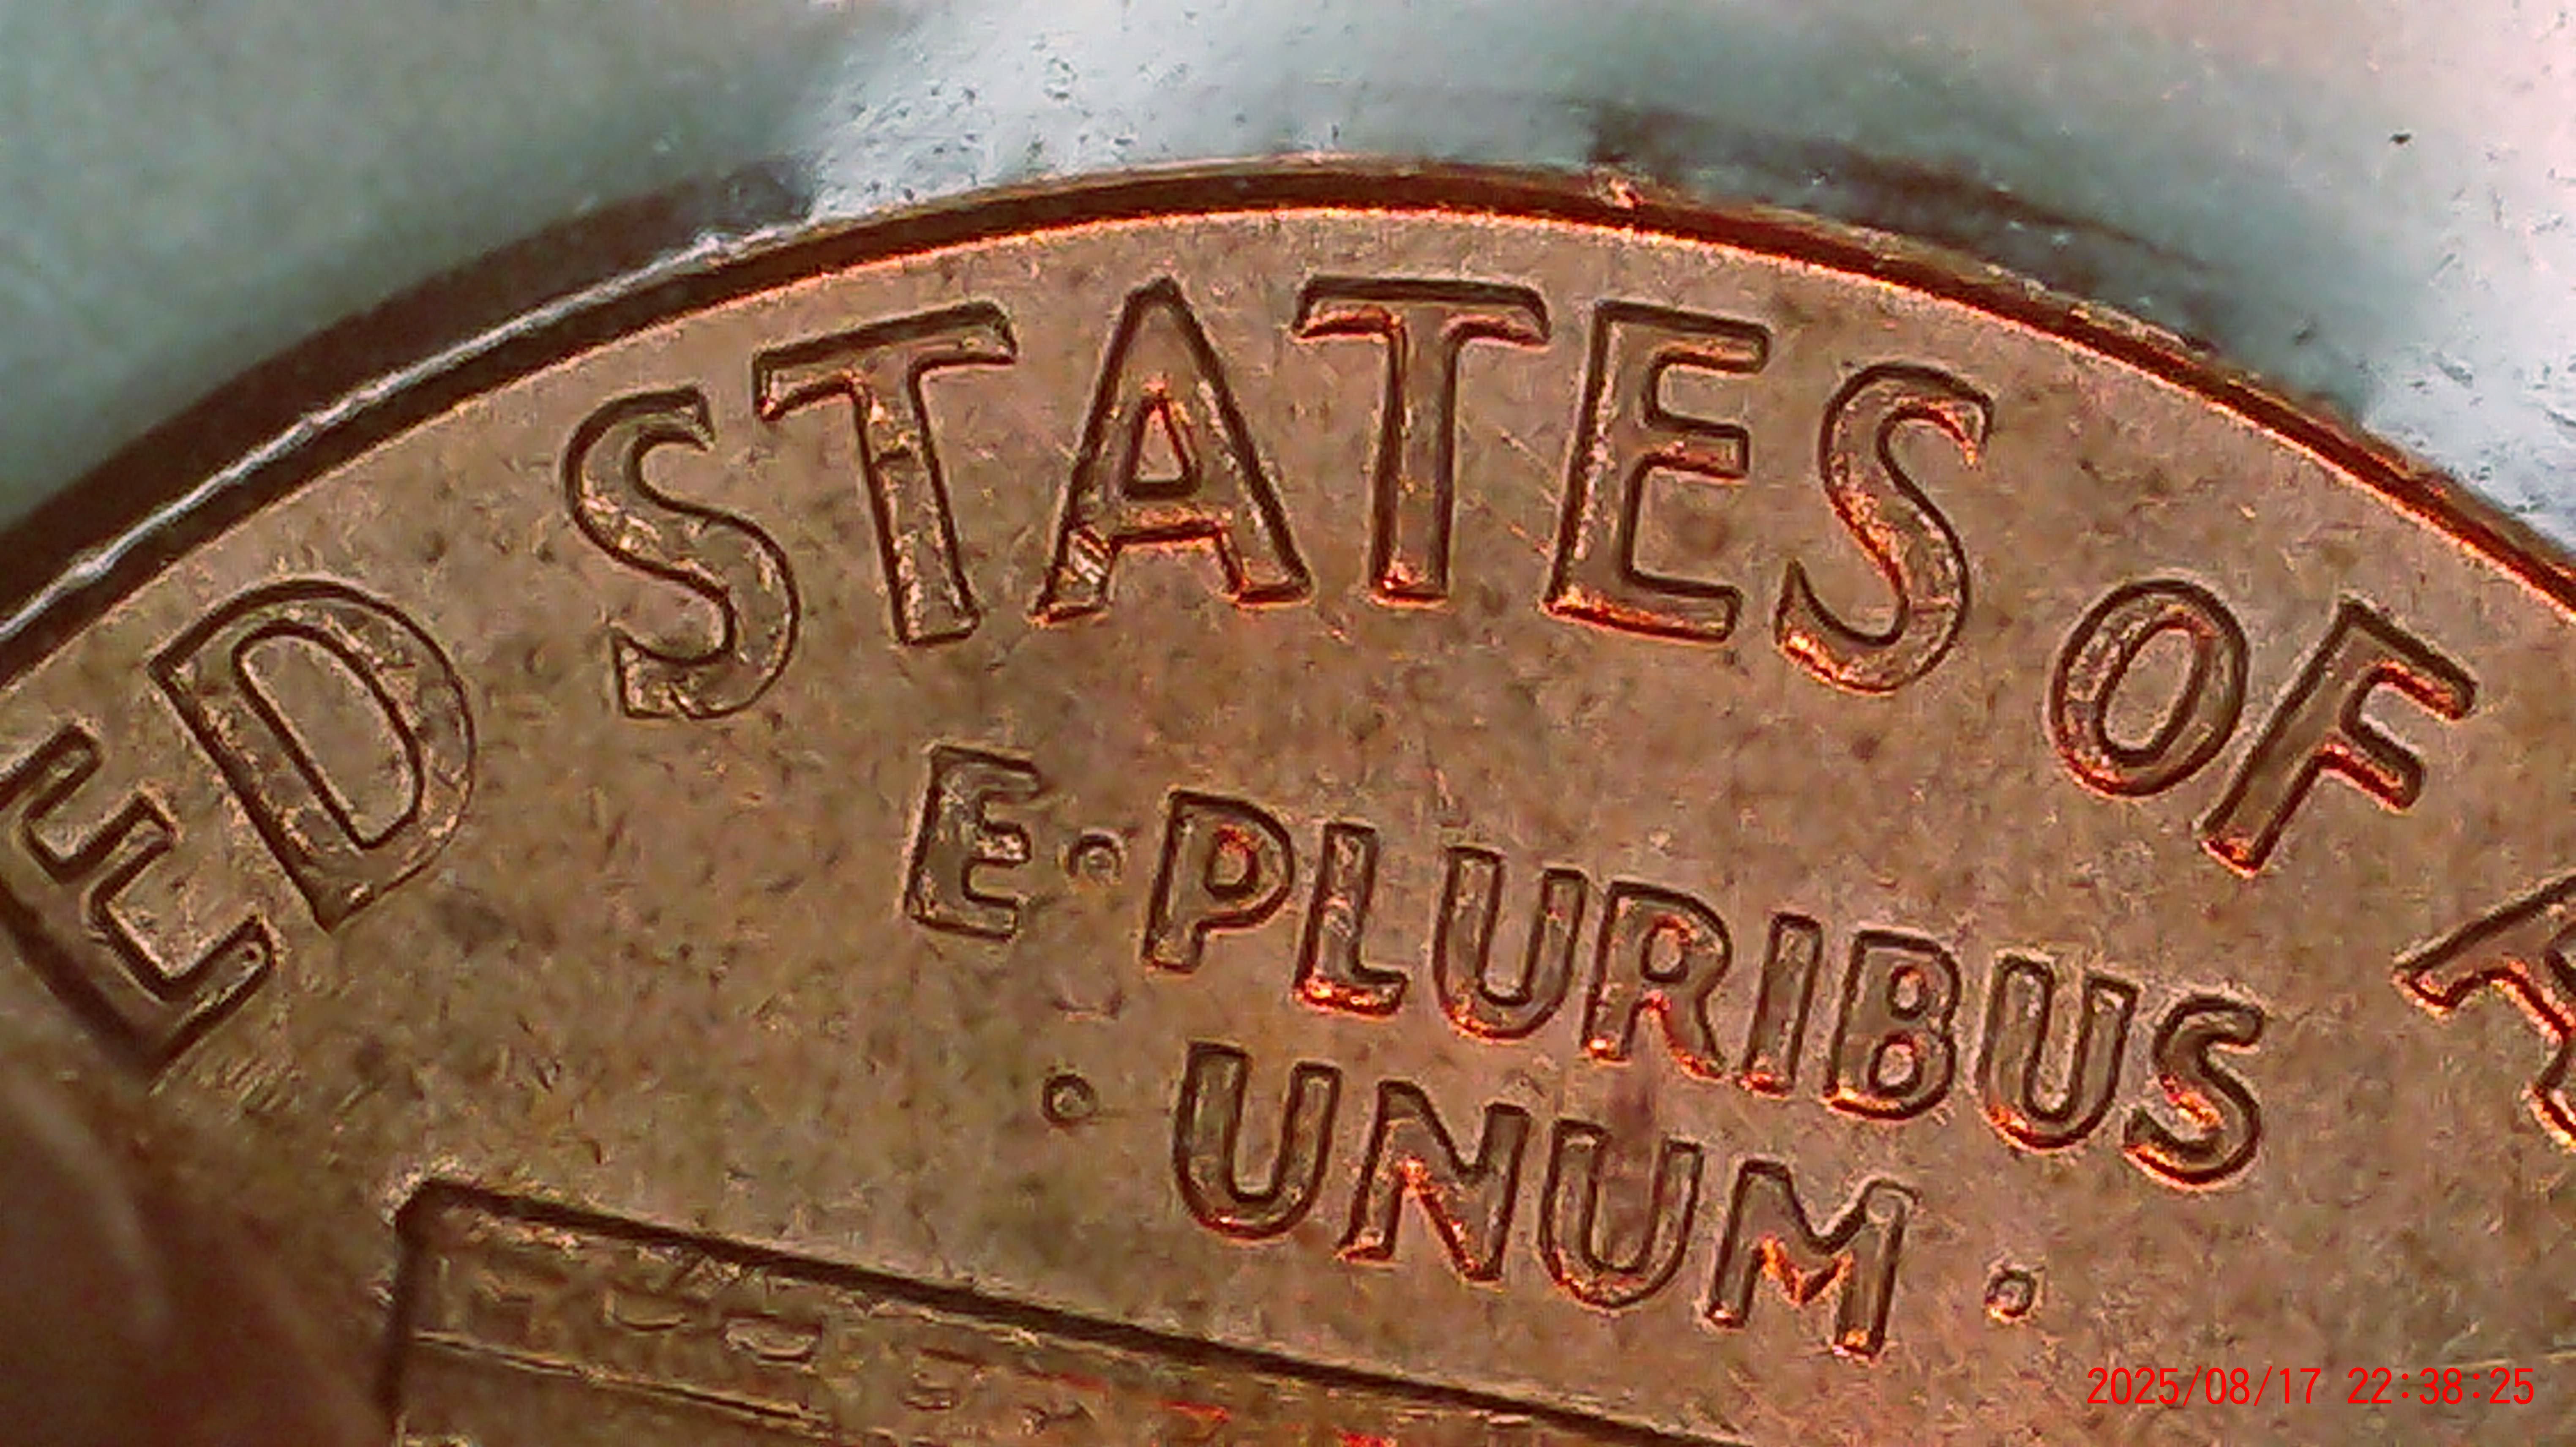 ED STATES OF A
E·PLURIBUS
·UNUM·
2025/08/17 22:38:25